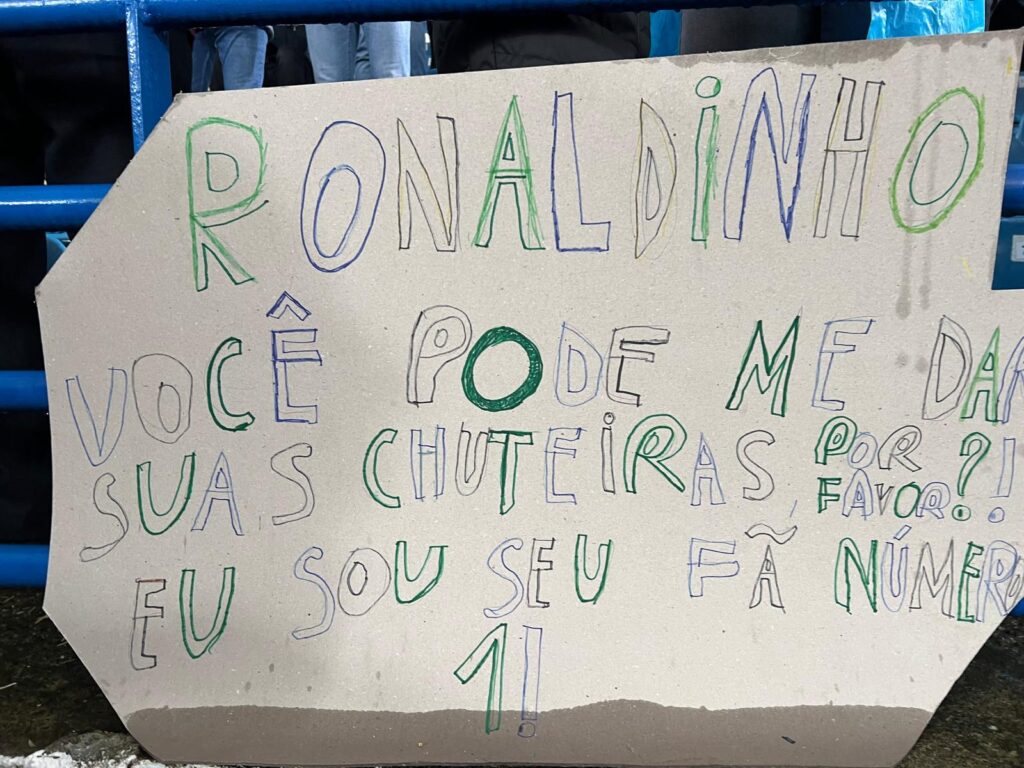 RONALDiNHO
VOCÊ PODE ME DAR
SUAS CHUTEiRAS, POR FAVOR?!
EU SOU SEU FÃ NÚMERO
1!